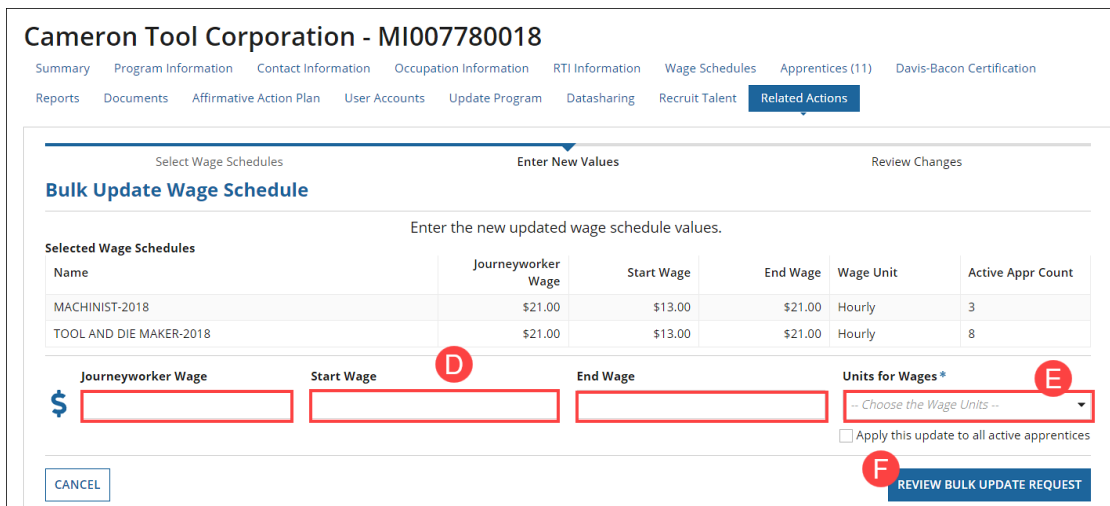 Cameron Tool Corporation - MI007780018
Summary Program Information Contact Information Occupation Information RTI Information Wage Schedules Apprentices (11) Davis-Bacon Certification
Reports Documents Affirmative Action Plan User Accounts Update Program Datasharing Recruit Talent Related Actions
Select Wage Schedules Enter New Values Review Changes
Bulk Update Wage Schedule
Enter the new updated wage schedule values.
Selected Wage Schedules
Name Journeyworker Wage Start Wage End Wage Wage Unit Active Appr Count
MACHINIST-2018 $21.00 $13.00 $21.00 Hourly 3
TOOL AND DIE MAKER-2018 $21.00 $13.00 $21.00 Hourly 8
D
Journeyworker Wage Start Wage End Wage Units for Wages * E
$ -- Choose the Wage Units --
Apply this update to all active apprentices
F
CANCEL REVIEW BULK UPDATE REQUEST